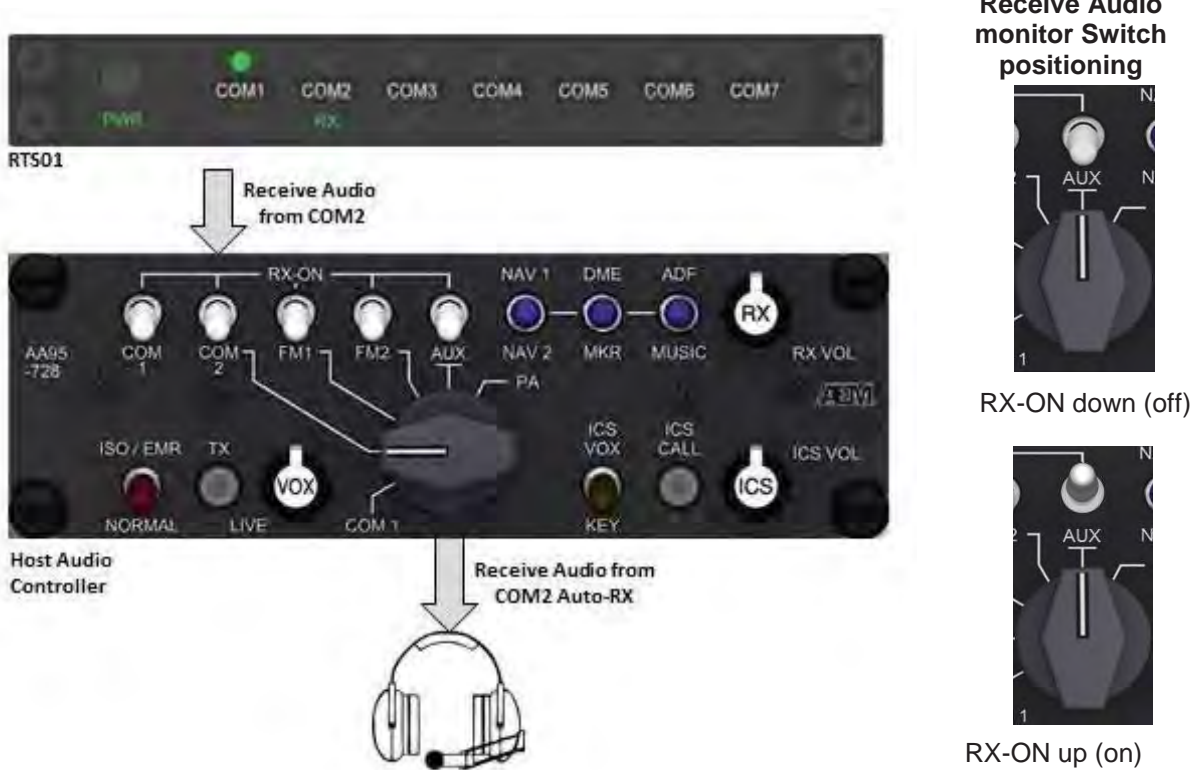 Receive Audio
monitor Switch
positioning
COM1 COM2 COM3 COM4 COM5 COM6 COM7
PWR RX
RTS01
Receive Audio
from COM2
RX-ON NAV 1 DME ADF
RX
AA95
-728
COM
1
COM
2
FM1 FM2 AUX NAV 2 MKR MUSIC RX VOL
PA
AEM
ISO / EMR TX VOX ICS
VOX
ICS
CALL
ICS ICS VOL
NORMAL LIVE COM 1 KEY
Host Audio
Controller
Receive Audio from
COM2 Auto-RX
AUX
1
RX-ON down (off)
AUX
1
RX-ON up (on)